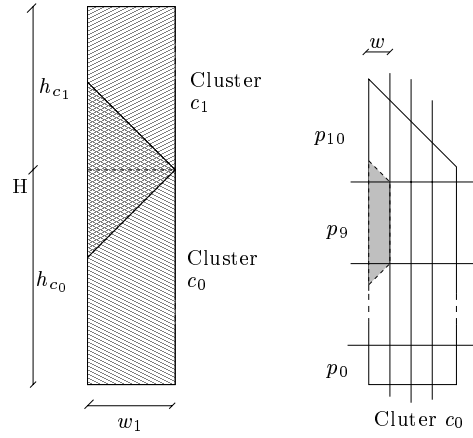 h_{c_1}
H
h_{c_0}
Cluster
c_1
Cluster
c_0
w_1
w
p_{10}
p_9
p_0
Cluter c_0